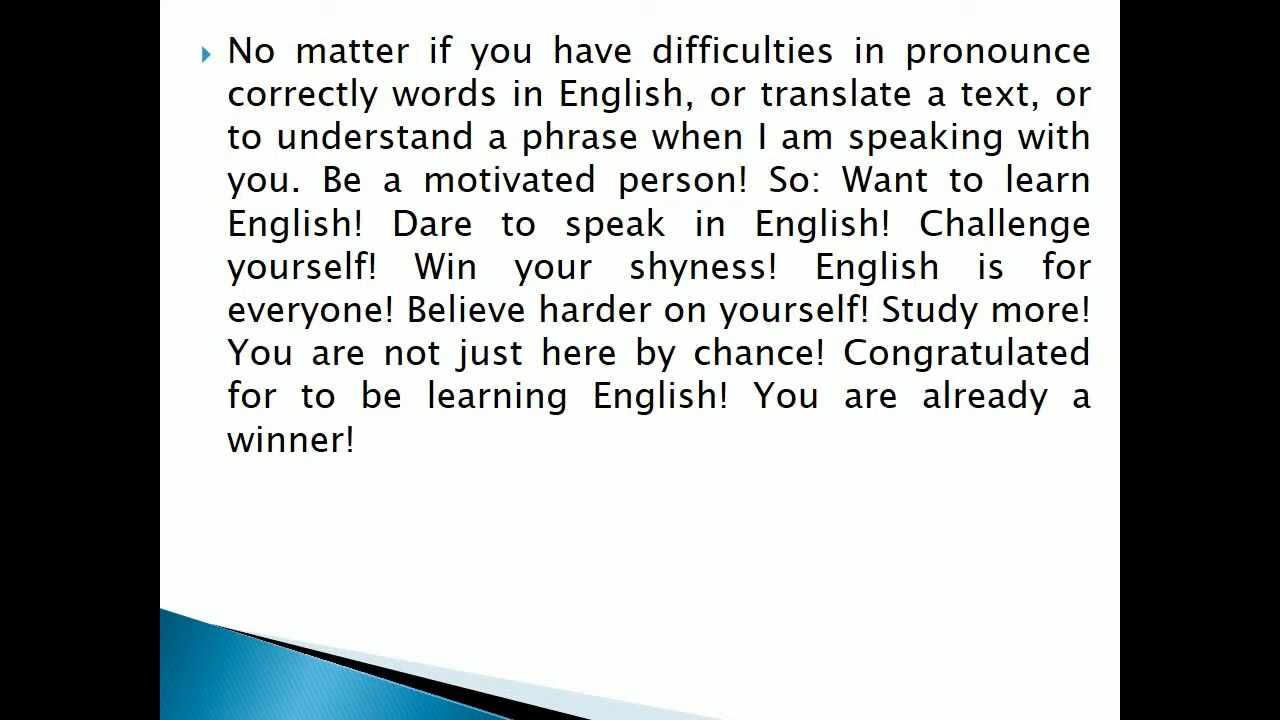 No matter if you have difficulties in pronounce
correctly words in English, or translate a text, or
to understand a phrase when I am speaking with
you. Be a motivated person! So: Want to learn
English! Dare to speak in English! Challenge
yourself! Win your shyness! English is for
everyone! Believe harder on yourself! Study more!
You are not just here by chance! Congratulated
for to be learning English! You are already a
winner!